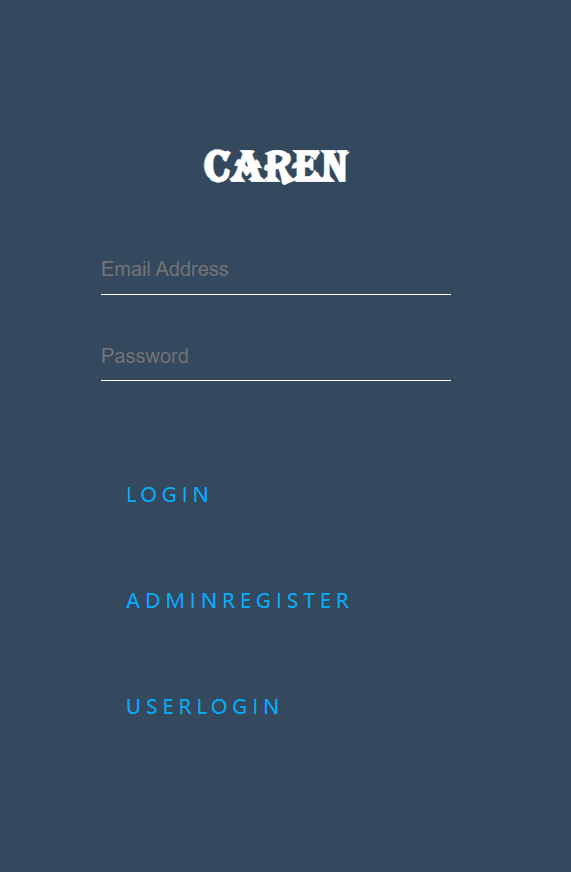 CAREN
Email Address
Password
LOGIN
ADMINREGISTER
USERLOGIN